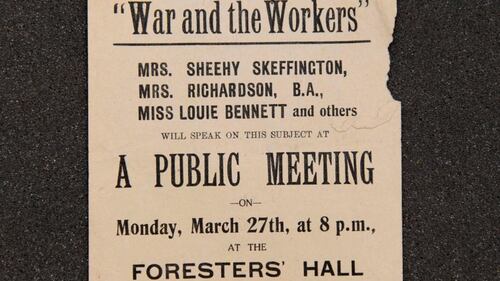 "War and the Workers"
MRS. SHEEHY SKEFFINGTON,
MRS. RICHARDSON, B.A.,
MISS LOUIE BENNETT and others
WILL SPEAK ON THIS SUBJECT AT
A PUBLIC MEETING
—ON—
Monday, March 27th, at 8 p.m.,
AT THE
FORESTERS' HALL